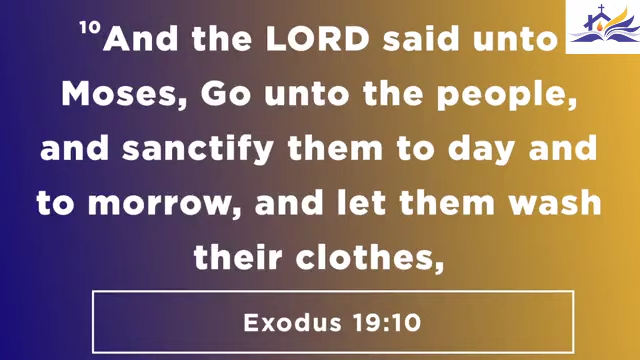 ¹⁰And the LORD said unto
Moses, Go unto the people,
and sanctify them to day and
to morrow, and let them wash
their clothes,
Exodus 19:10